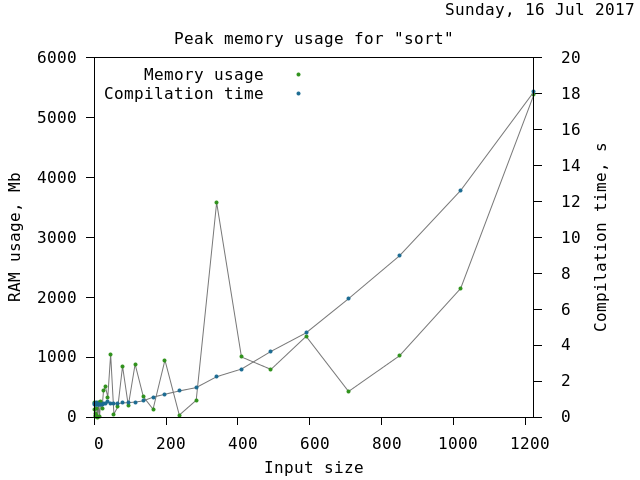 Sunday, 16 Jul 2017
Peak memory usage for "sort"
Memory usage
Compilation time
6000
5000
4000
3000
2000
1000
0
RAM usage, Mb
20
18
16
14
12
10
8
6
4
2
0
Compilation time, s
0 200 400 600 800 1000 1200
Input size